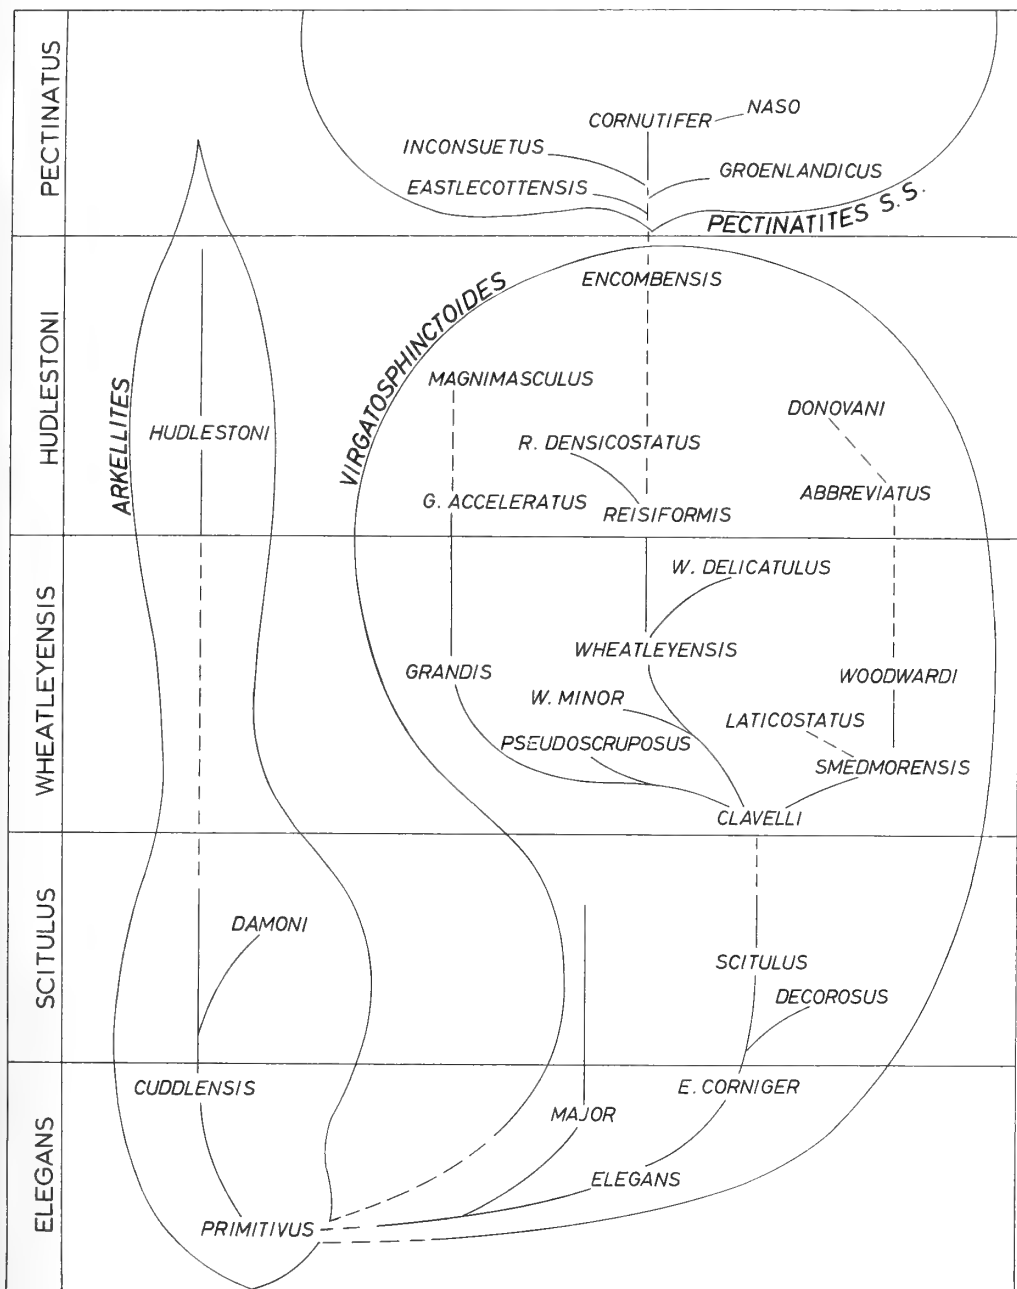 PECTINATUS
NASO
CORNUTIFER
INCONSUETUS
GROENLANDICUS
EASTLECOTTENSIS
PECTINATITES S.S.
HUDLESTONI
ENCOMBENSIS
VIRGATOSPHINCTOIDES
ARKELLITES
MAGNIMASCULUS
DONOVANI
HUDLESTONI
R. DENSICOSTATUS
G. ACCELERATUS
REISIFORMIS
ABBREVIATUS
WHEATLEYENSIS
W. DELICATULUS
WHEATLEYENSIS
GRANDIS
WOODWARDI
W. MINOR
LATICOSTATUS
PSEUDOSCRUPOSUS
SMEDMORENSIS
CLAVELLI
SCITULUS
DAMONI
SCITULUS
DECOROSUS
ELEGANS
CUDDLENSIS
E. CORNIGER
MAJOR
ELEGANS
PRIMITIVUS